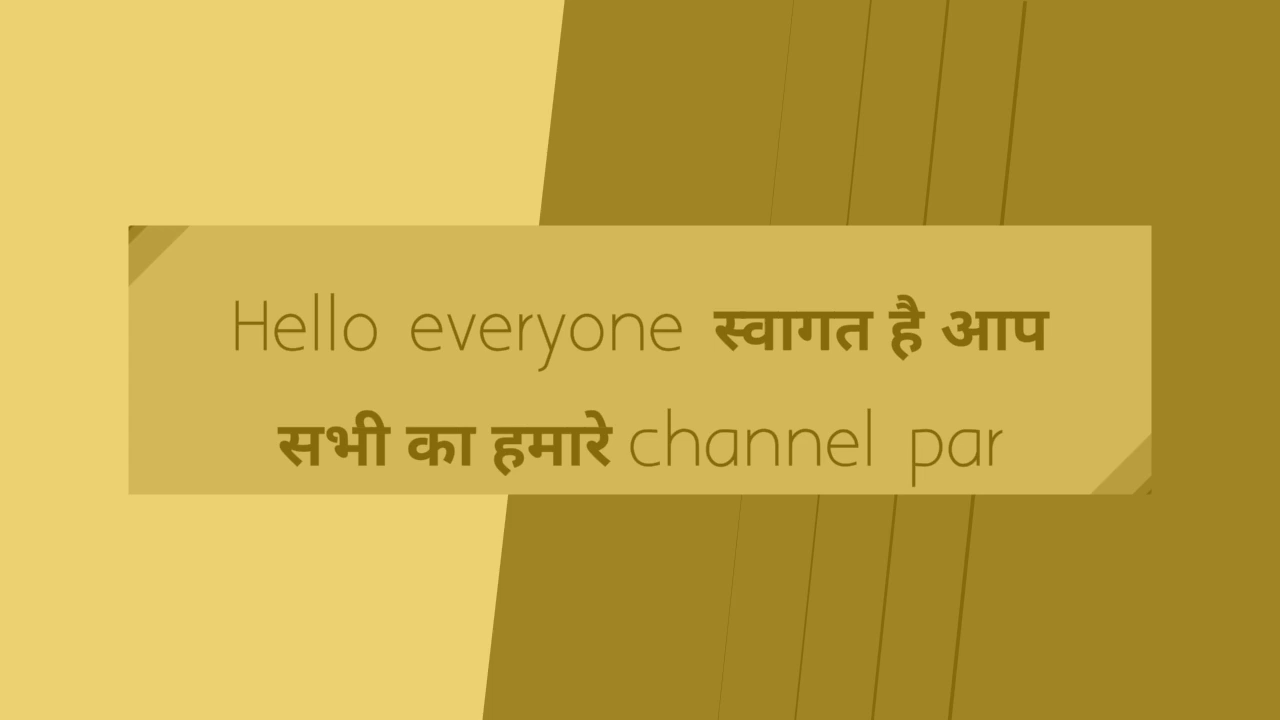 Hello everyone स्वागत है आप
सभी का हमारे channel par